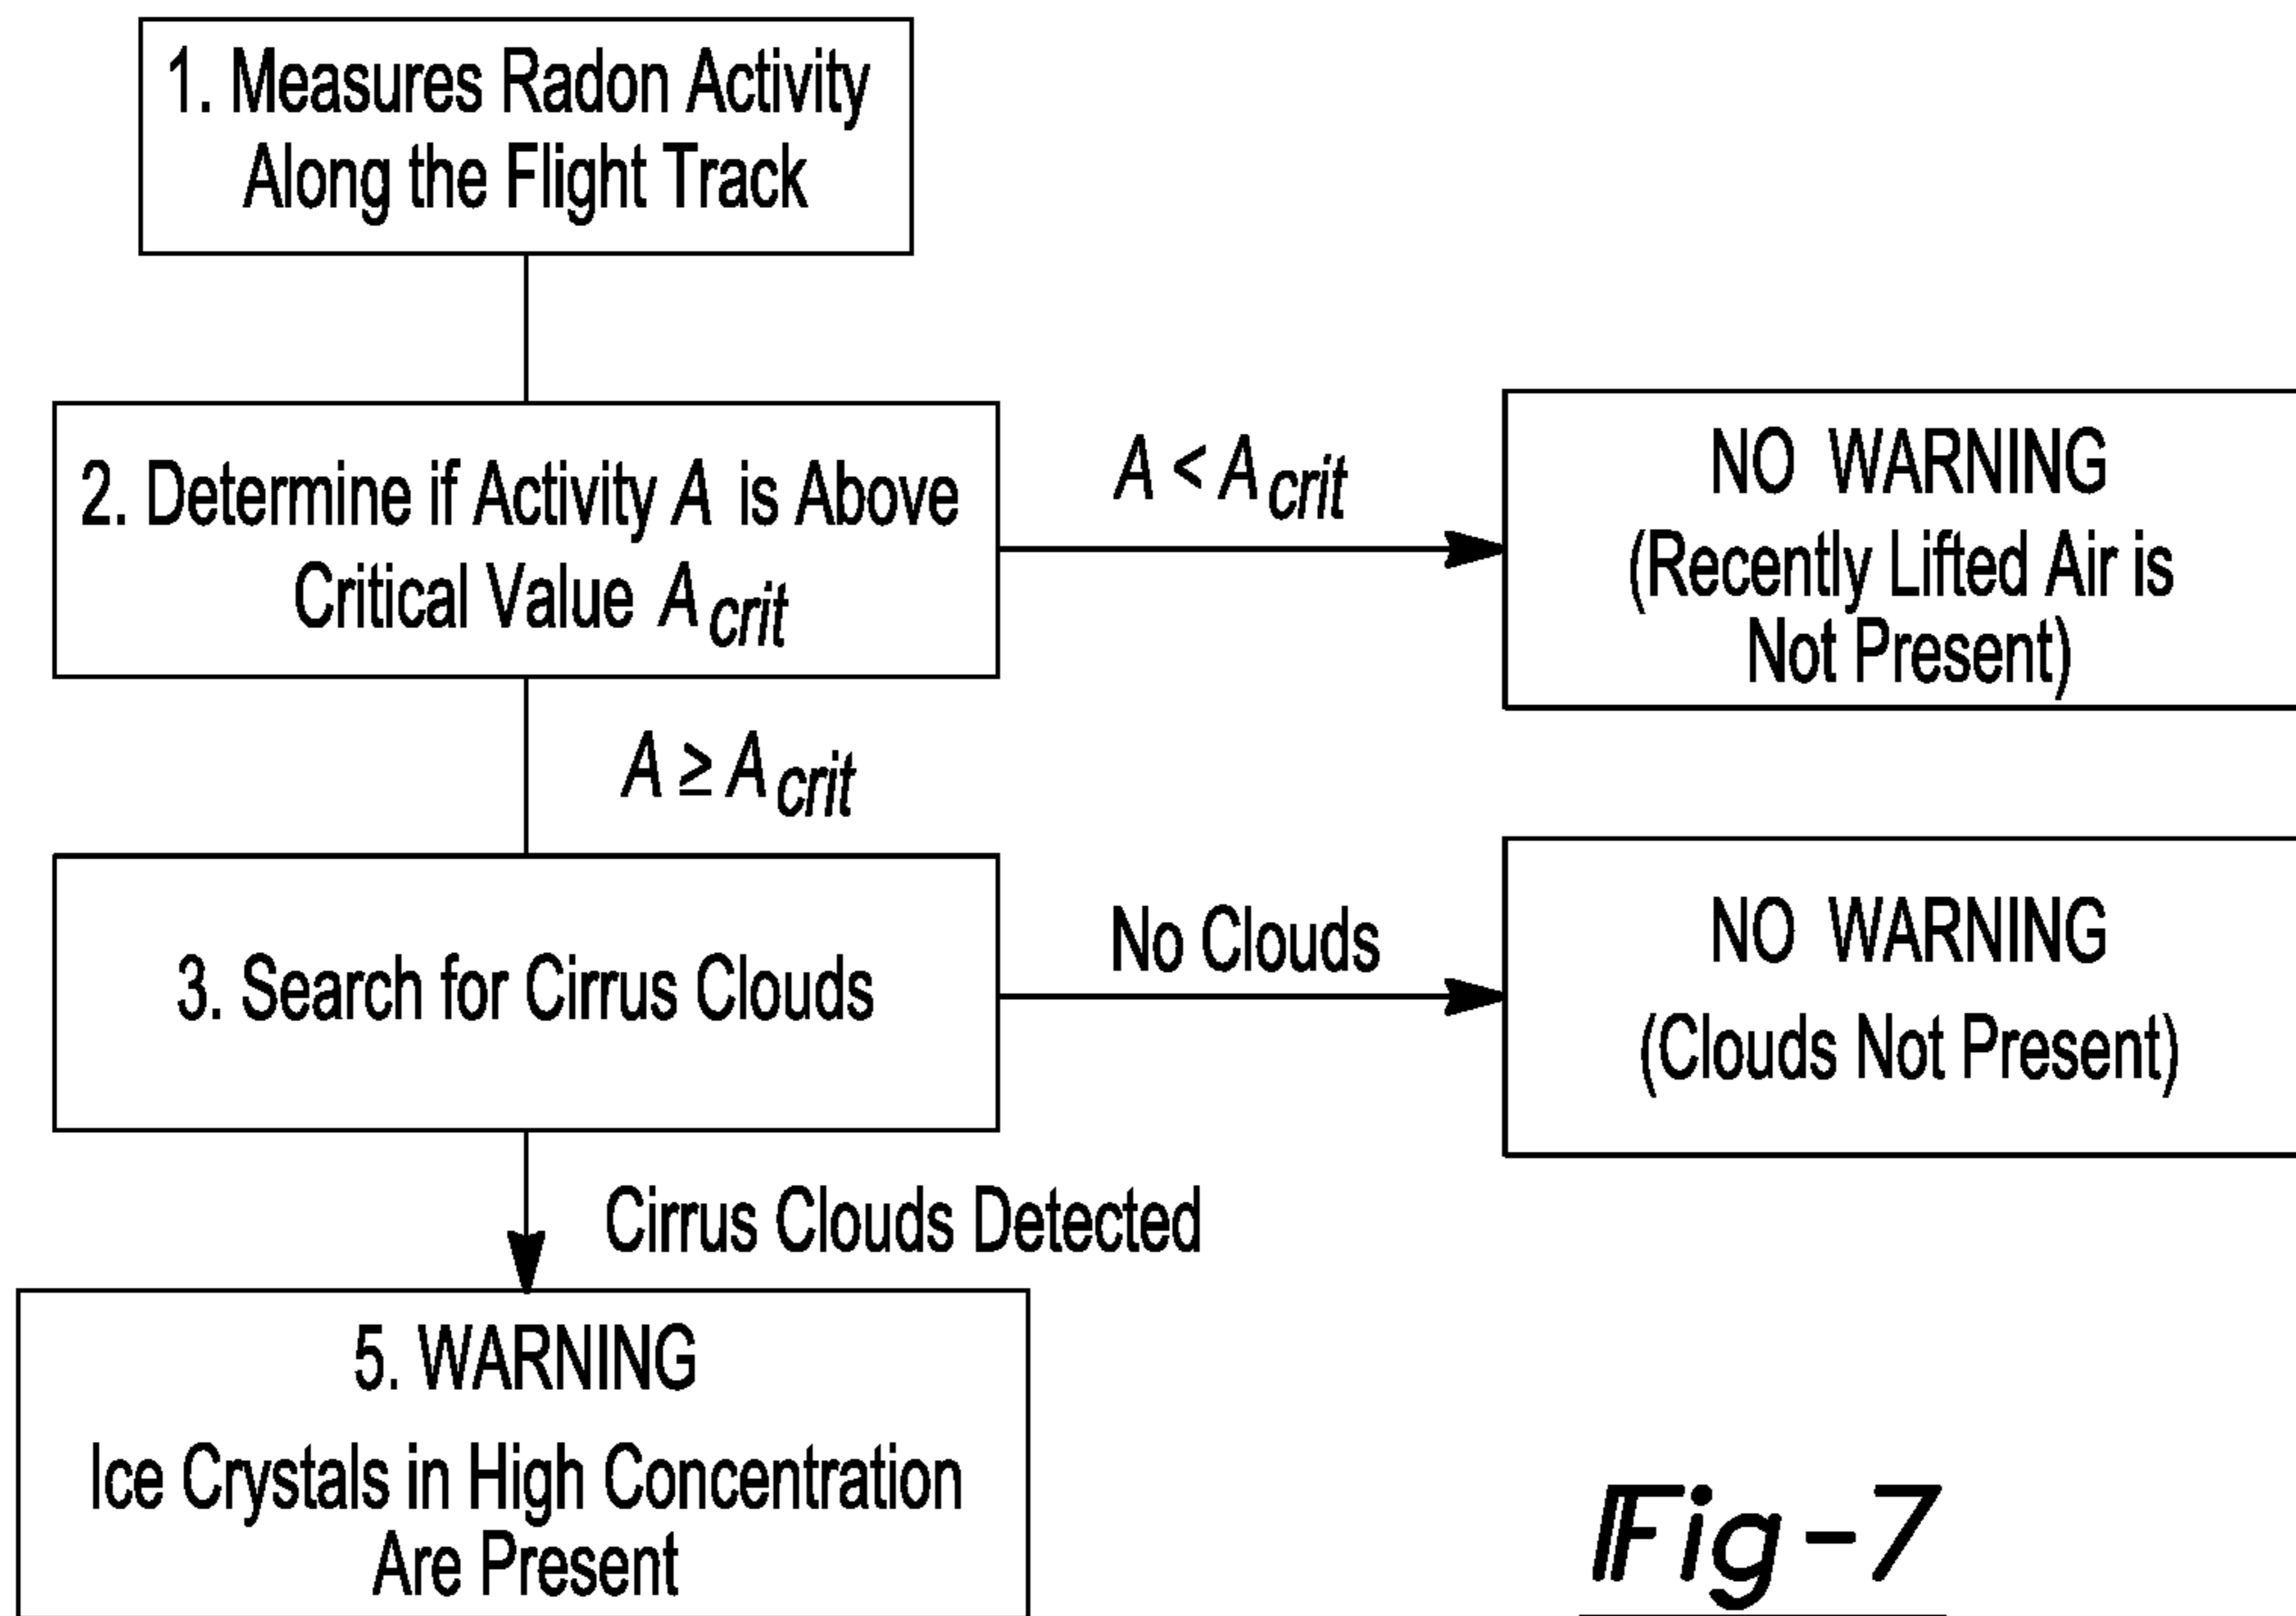 1. Measures Radon Activity
Along the Flight Track
2. Determine if Activity A is Above
Critical Value A crit
A < A crit
NO WARNING
(Recently Lifted Air is
Not Present)
A ≥ A crit
3. Search for Cirrus Clouds
No Clouds
NO WARNING
(Clouds Not Present)
Cirrus Clouds Detected
5. WARNING
Ice Crystals in High Concentration
Are Present
Fig-7